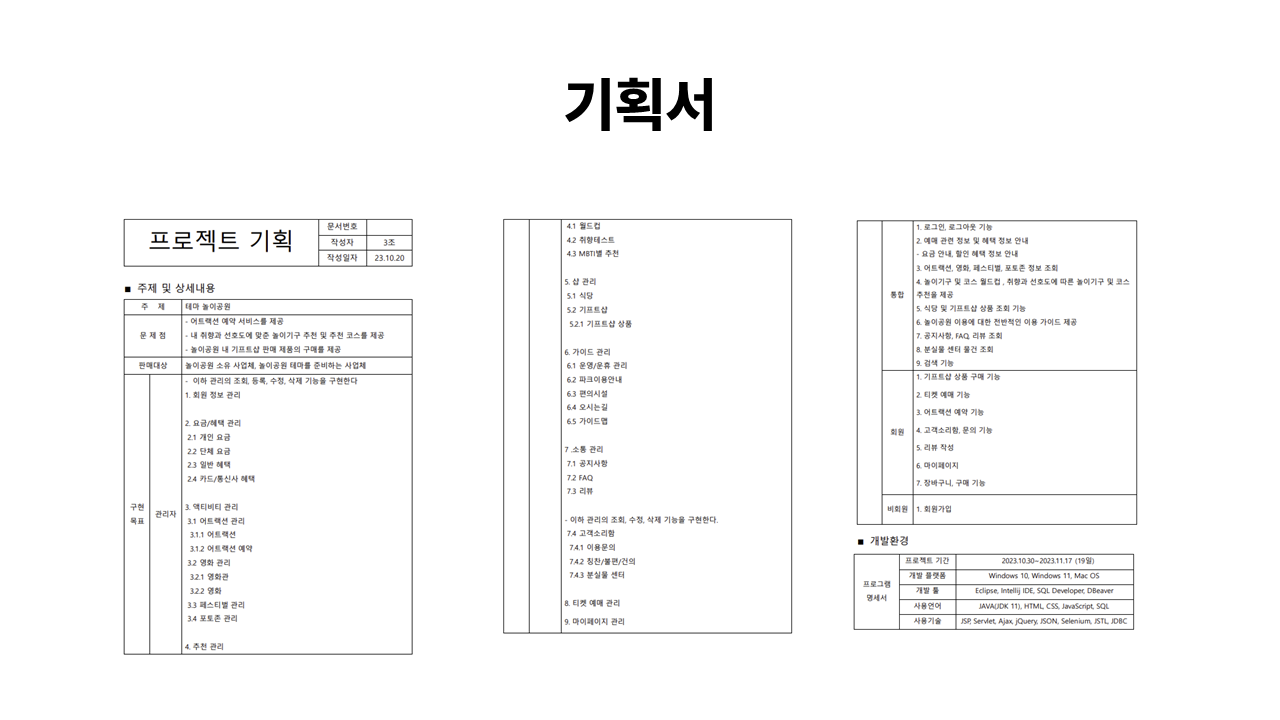 기획서
프로젝트 기획
문서번호
작성자 3조
작성일자 23.10.20
■ 주제 및 상세내용
주 제 테마 놀이공원
문 제 점
- 어트랙션 예약 서비스를 제공
- 내 취향과 선호도에 맞춘 놀이기구 추천 및 추천 코스를 제공
- 놀이공원 내 기프트샵 판매 제품의 구매를 제공
판매대상 놀이공원 소유 사업체, 놀이공원 테마를 준비하는 사업체
구현
목표
관리자
- 이하 관리의 조회, 등록, 수정, 삭제 기능을 구현한다
1. 회원 정보 관리
2. 요금/혜택 관리
2.1 개인 요금
2.2 단체 요금
2.3 일반 혜택
2.4 카드/통신사 혜택
3. 액티비티 관리
3.1 어트랙션 관리
3.1.1 어트랙션
3.1.2 어트랙션 예약
3.2 영화 관리
3.2.1 영화관
3.2.2 영화
3.3 페스티벌 관리
3.4 포토존 관리
4. 추천 관리
4.1 월드컵
4.2 취향테스트
4.3 MBTI별 추천
5. 샵 관리
5.1 식당
5.2 기프트샵
5.2.1 기프트샵 상품
6. 가이드 관리
6.1 운영/운휴 관리
6.2 파크이용안내
6.3 편의시설
6.4 오시는길
6.5 가이드맵
7 .소통 관리
7.1 공지사항
7.2 FAQ
7.3 리뷰
- 이하 관리의 조회, 수정, 삭제 기능을 구현한다.
7.4 고객소리함
7.4.1 이용문의
7.4.2 칭찬/불편/건의
7.4.3 분실물 센터
8. 티켓 예매 관리
9. 마이페이지 관리
통합
1. 로그인, 로그아웃 기능
2. 예매 관련 정보 및 혜택 정보 안내
- 요금 안내, 할인 혜택 정보 안내
3. 어트랙션, 영화, 페스티벌, 포토존 정보 조회
4. 놀이기구 및 코스 월드컵 , 취향과 선호도에 따른 놀이기구 및 코스
추천을 제공
5. 식당 및 기프트샵 상품 조회 기능
6. 놀이공원 이용에 대한 전반적인 이용 가이드 제공
7. 공지사항, FAQ, 리뷰 조회
8. 분실물 센터 물건 조회
9. 검색 기능
회원
1. 기프트샵 상품 구매 기능
2. 티켓 예매 기능
3. 어트랙션 예약 기능
4. 고객소리함, 문의 기능
5. 리뷰 작성
6. 마이페이지
7. 장바구니, 구매 기능
비회원 1. 회원가입
■ 개발환경
프로그램
명세서
프로젝트 기간 2023.10.30~2023.11.17 (19일)
개발 플랫폼 Windows 10, Windows 11, Mac OS
개발 툴 Eclipse, Intellij IDE, SQL Developer, DBeaver
사용언어 JAVA(JDK 11), HTML, CSS, JavaScript, SQL
사용기술 JSP, Servlet, Ajax, jQuery, JSON, Selenium, JSTL, JDBC